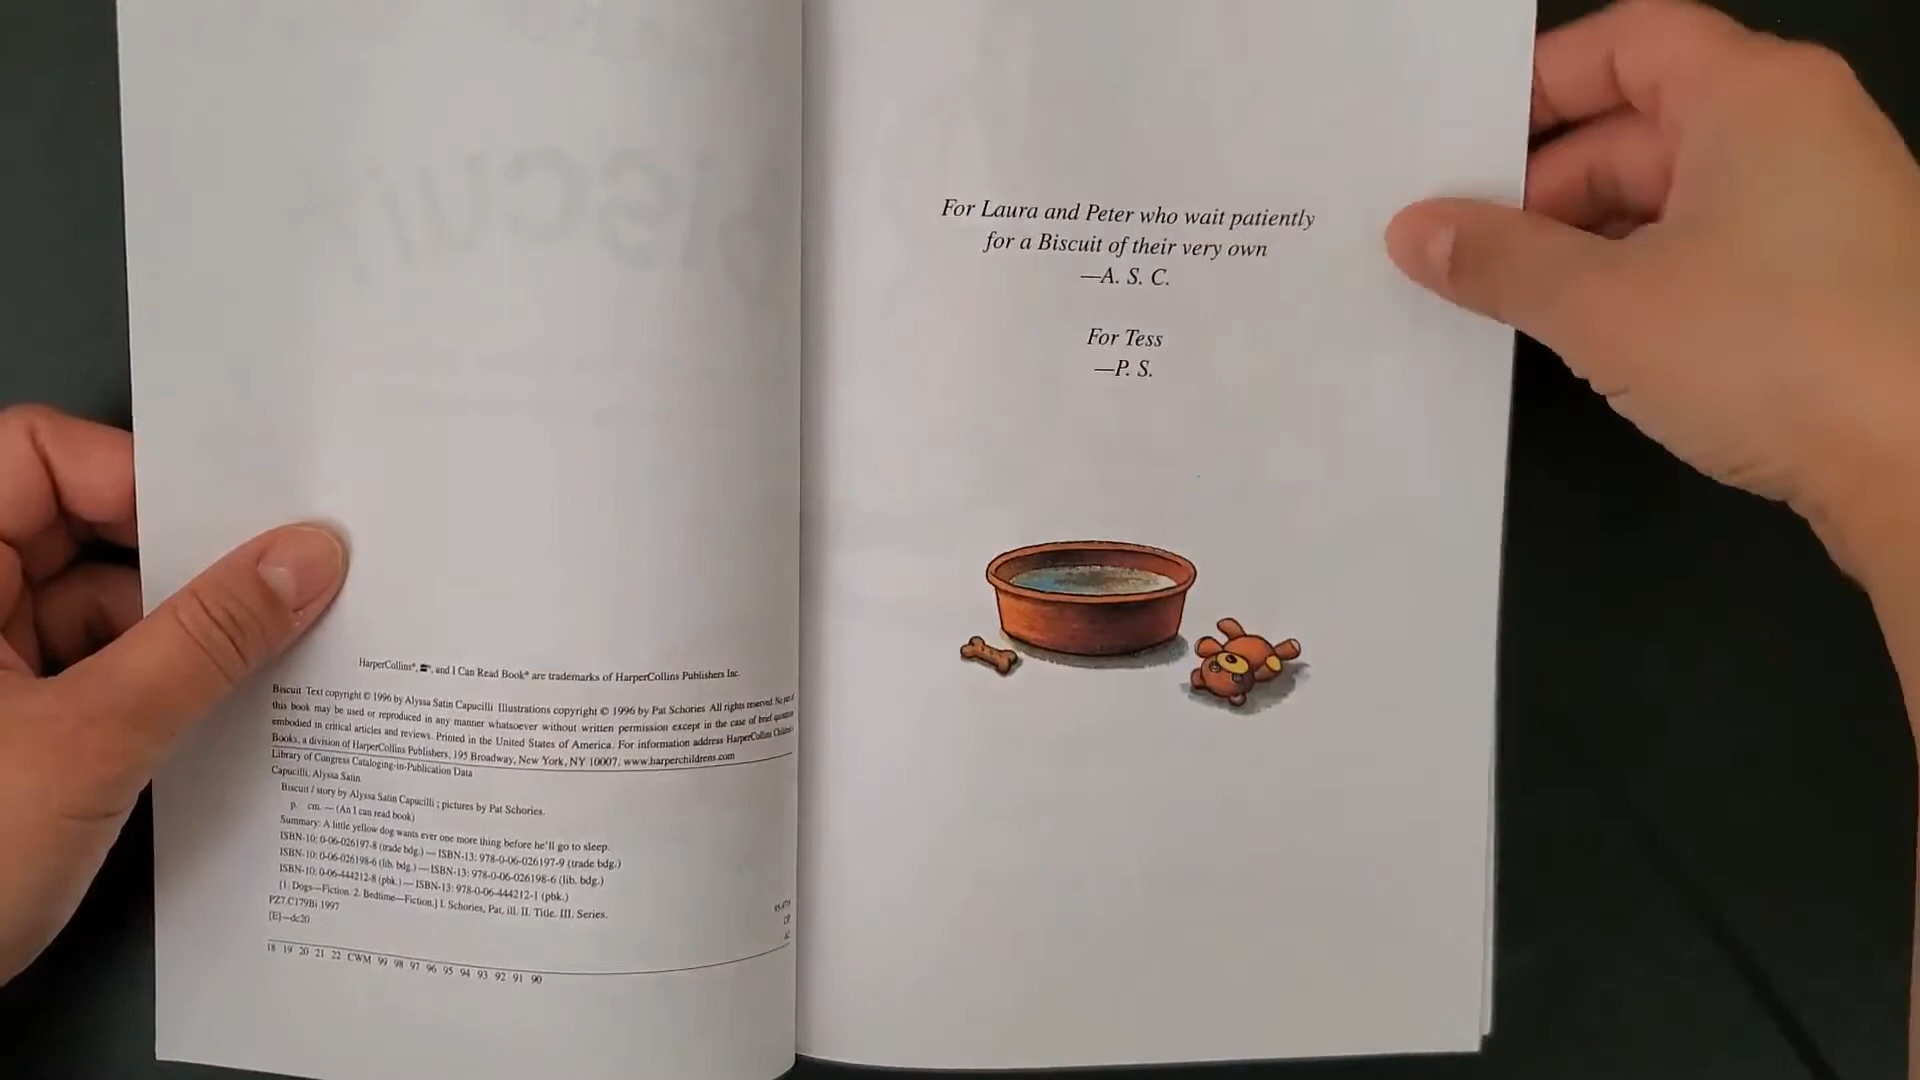 HarperCollins®, and I Can Read Book® are trademarks of HarperCollins Publishers Inc.
Biscuit Text copyright © 1996 by Alyssa Satin Capucilli Illustrations copyright © 1996 by Pat Schories All rights reserved. No part of
this book may be used or reproduced in any manner whatsoever without written permission except in the case of brief quotations
embodied in critical articles and reviews. Printed in the United States of America. For information address HarperCollins Children's
Books, a division of HarperCollins Publishers, 195 Broadway, New York, NY 10007. www.harperchildrens.com
Library of Congress Cataloging-in-Publication Data
Capucilli, Alyssa Satin.
Biscuit / story by Alyssa Satin Capucilli ; pictures by Pat Schories.
p. cm. — (An I can read book)
Summary: A little yellow dog wants ever one more thing before he'll go to sleep.
ISBN-10: 0-06-026197-8 (trade bdg.) — ISBN-13: 978-0-06-026197-9 (trade bdg.)
ISBN-10: 0-06-026198-6 (lib. bdg.) — ISBN-13: 978-0-06-026198-6 (lib. bdg.)
ISBN-10: 0-06-444212-8 (pbk.) — ISBN-13: 978-0-06-444212-1 (pbk.)
[1. Dogs—Fiction. 2. Bedtime—Fiction.] I. Schories, Pat, ill. II. Title. III. Series.
PZ7.C179Bi 1997
[E]—dc20
18 19 20 21 22 CWM 99 98 97 96 95 94 93 92 91 90
For Laura and Peter who wait patiently
for a Biscuit of their very own
—A. S. C.
For Tess
—P. S.